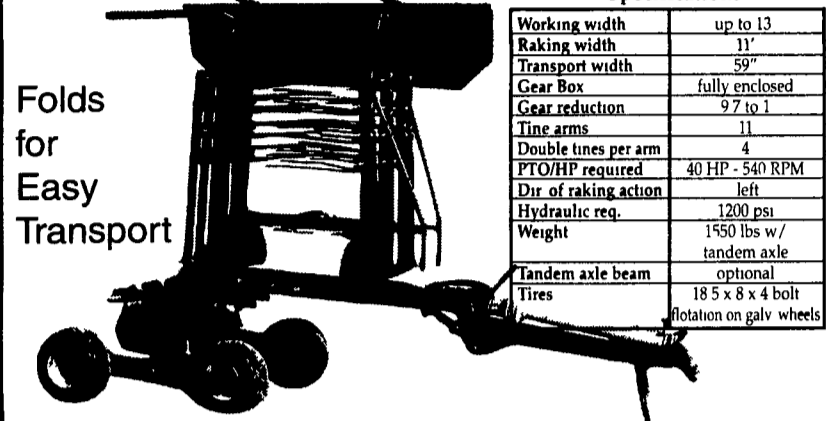 Folds
for
Easy
Transport
Working width up to 13
Raking width 11'
Transport width 59"
Gear Box fully enclosed
Gear reduction 9 7 to 1
Tine arms 11
Double tines per arm 4
PTO/HP required 40 HP - 540 RPM
Dir of raking action left
Hydraulic req. 1200 psi
Weight 1550 lbs w/
tandem axle
Tandem axle beam optional
Tires 18 5 x 8 x 4 bolt
flotation on galv wheels